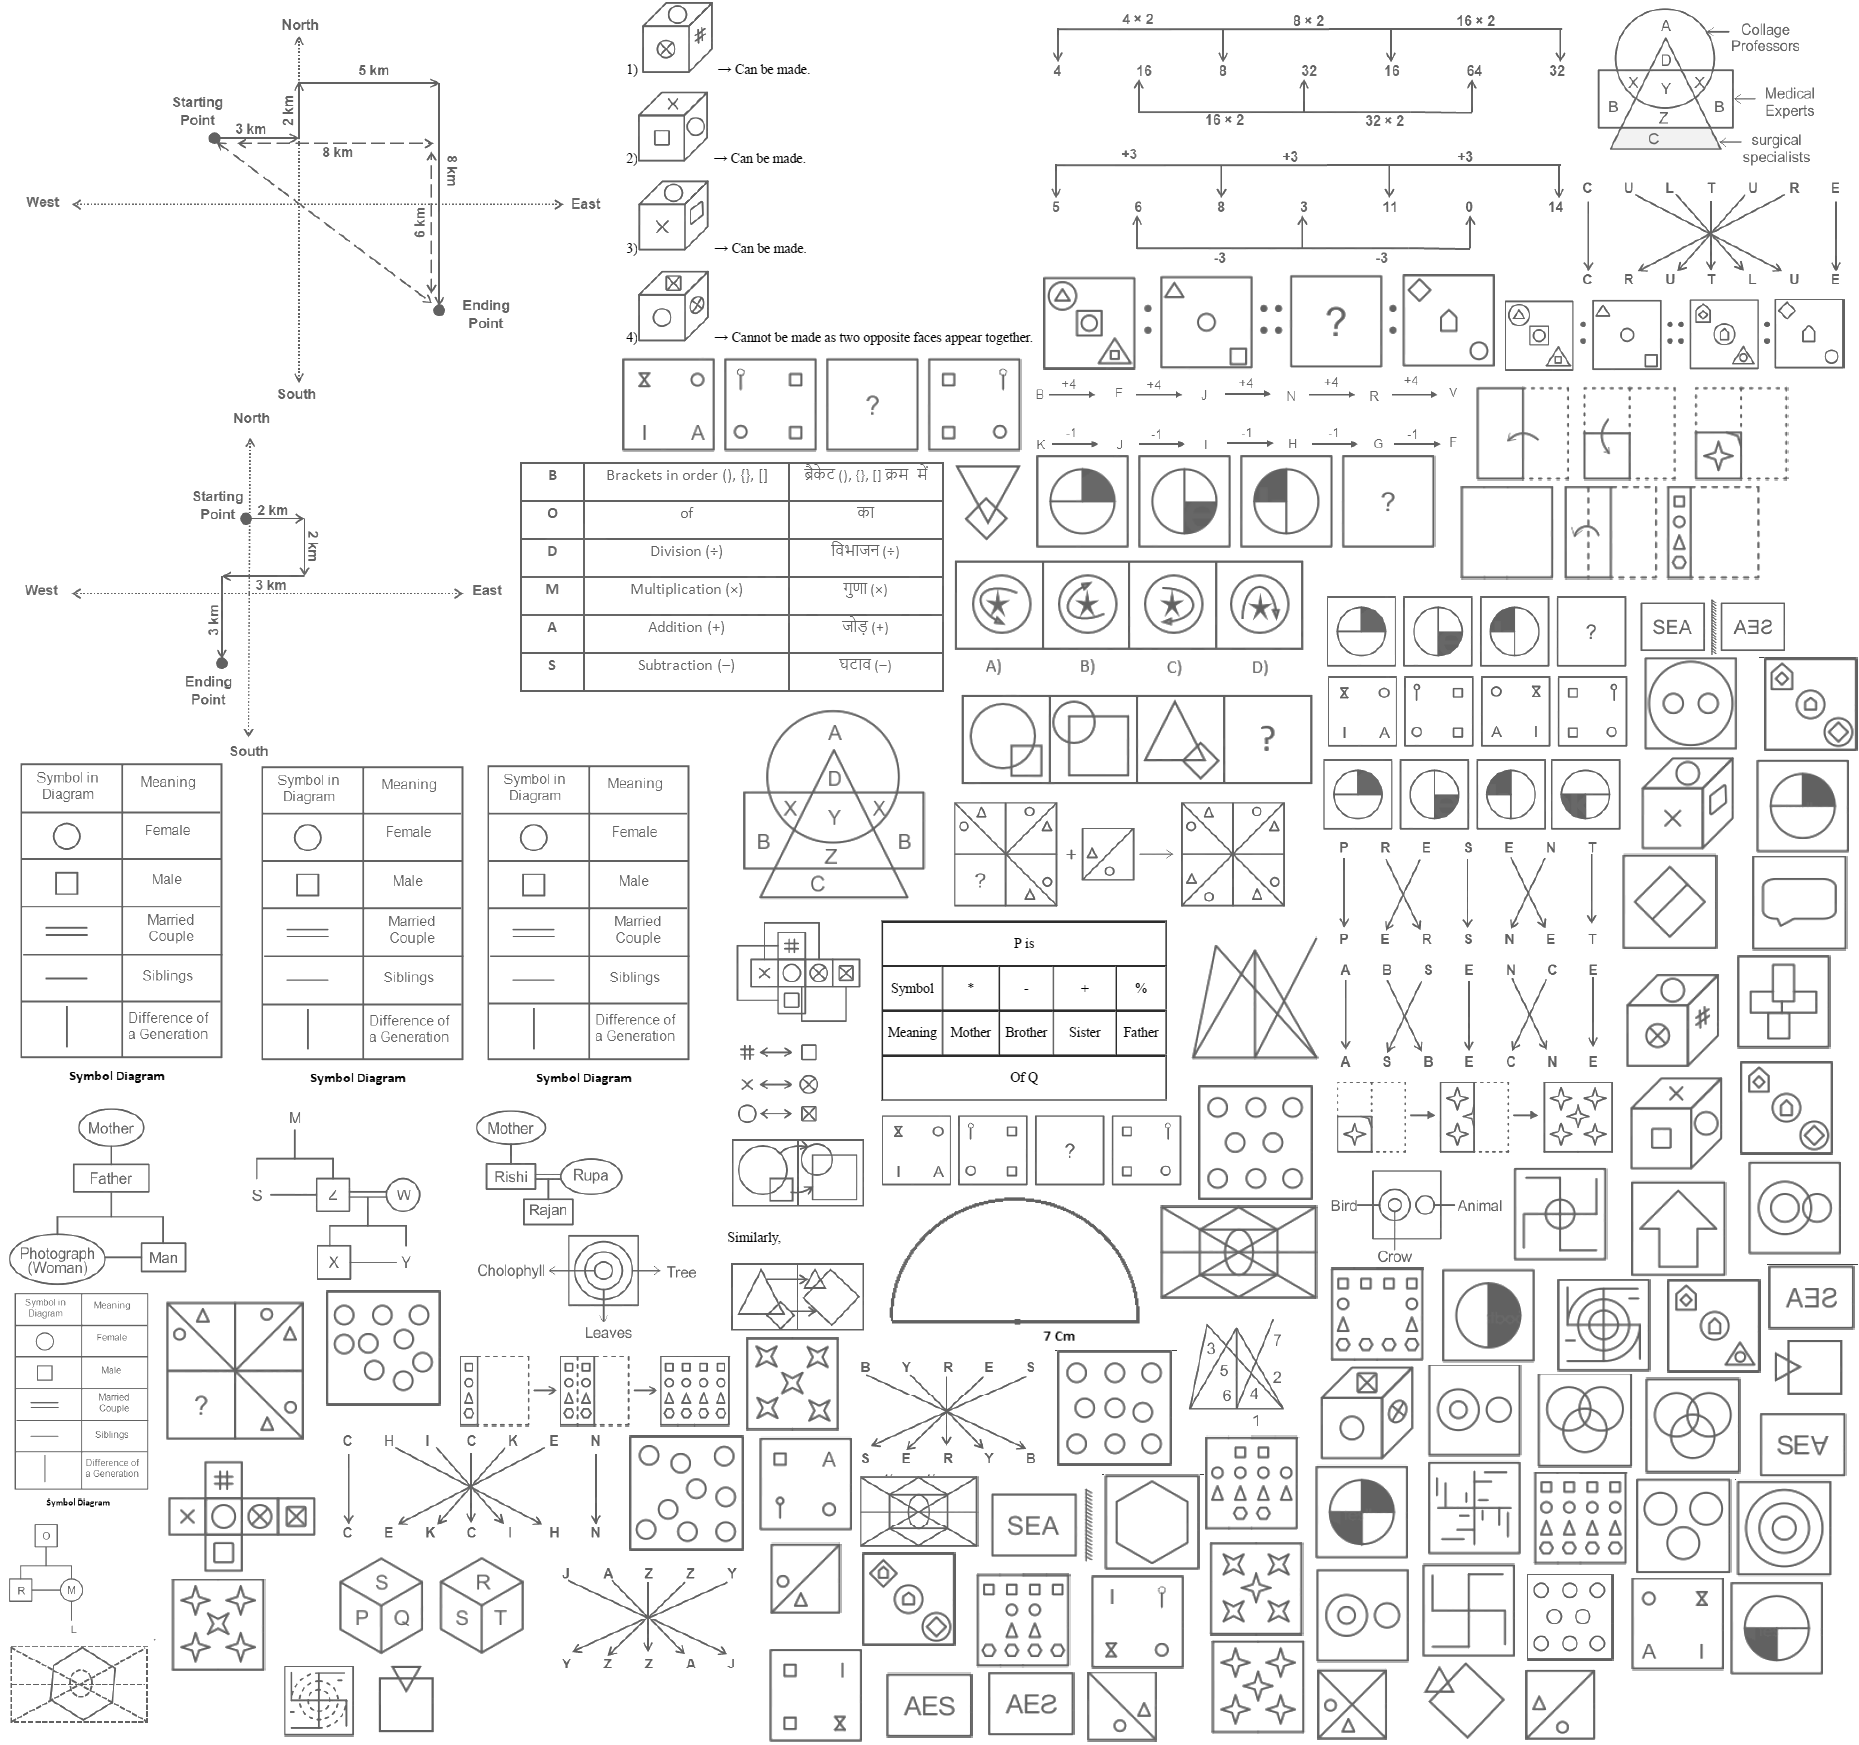 North
5 km
Starting
Point
2 km
3 km
8 km
8 km
West
East
6 km
Ending
Point
South
1)
→ Can be made.
2)
→ Can be made.
3)
→ Can be made.
4)
→ Cannot be made as two opposite faces appear together.
4 × 2 8 × 2 16 × 2
4 16 8 32 16 64 32
16 × 2 32 × 2
+3 +3 +3
5 6 8 3 11 0 14
-3 -3
A
D
X Y X
B B
Z
C
Collage
Professors
Medical
Experts
surgical
specialists
C U L T U R E
C R U T L U E
?
I A
?
+4 +4 +4 +4 +4
B F J N R V
-1 -1 -1 -1 -1
K J I H G F
?
North
Starting
Point
2 km
2 km
3 km
West
East
3 km
Ending
Point
South
B Brackets in order (), {}, [] ब्रैकेट (), {}, [] क्रम में
O of का
D Division (÷) विभाजन (÷)
M Multiplication (×) गुणा (×)
A Addition (+) जोड़ (+)
S Subtraction (–) घटाव (–)
A) B) C) D)
?
?
SEA
I A
A I
A
D
X Y X
B B
Z
C
?
+
P R E S E N T
P E R S N E T
A B S E N C E
A S B E C N E
Symbol in
Diagram
Meaning
Female
Male
Married
Couple
Siblings
Difference of
a Generation
Symbol Diagram
Symbol in
Diagram
Meaning
Female
Male
Married
Couple
Siblings
Difference of
a Generation
Symbol Diagram
Symbol in
Diagram
Meaning
Female
Male
Married
Couple
Siblings
Difference of
a Generation
Symbol Diagram
#
#
P is
Symbol * - + %
Meaning Mother Brother Sister Father
Of Q
I A
?
Mother
Father
Photograph
(Woman)
Man
M
S Z W
X Y
Mother
Rishi Rupa
Rajan
Cholophyll
Tree
Leaves
Similarly,
7 Cm
Bird
Animal
Crow
Symbol in
Diagram
Meaning
Female
Male
Married
Couple
Siblings
Difference of
a Generation
Symbol Diagram
?
#
C H I C K E N
C E K C I H N
B Y R E S
S E R Y B
3 7
5 2
6 4
1
A
SEA
O
R M
L
S
P Q
R
S T
J A Z Z Y
Y Z Z A J
I
I
AES
A I